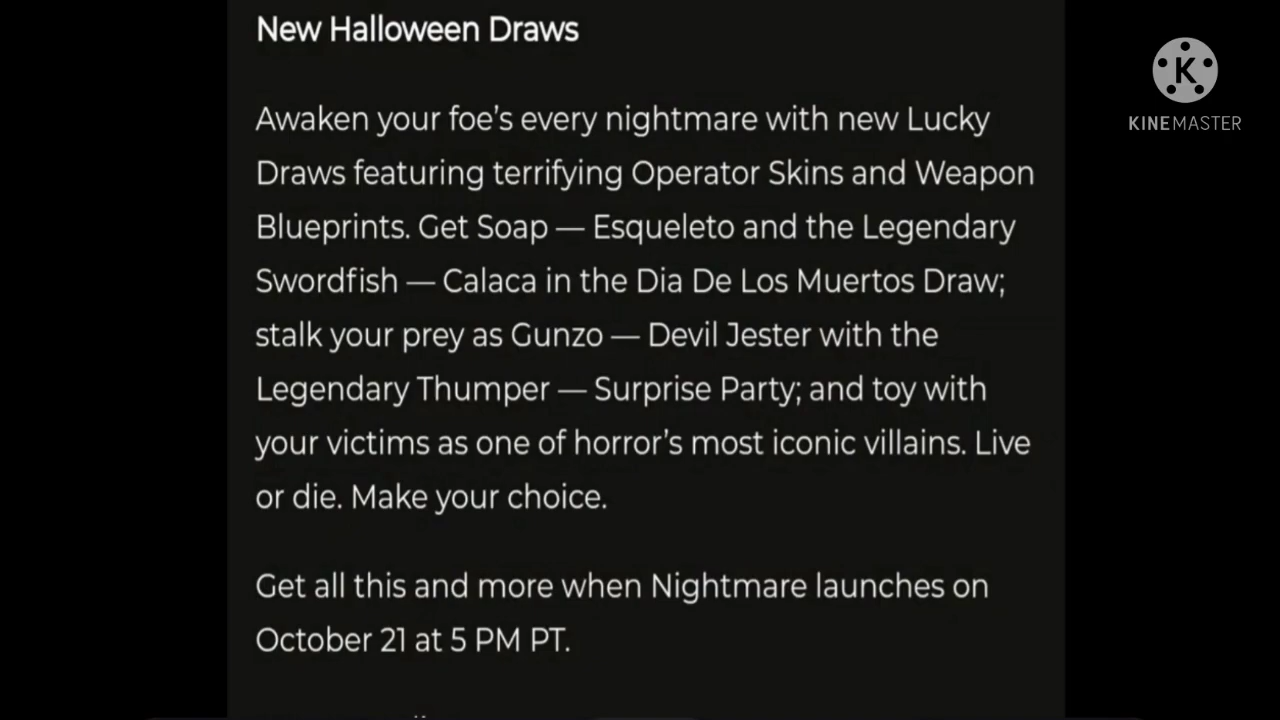 New Halloween Draws
Awaken your foe's every nightmare with new Lucky
Draws featuring terrifying Operator Skins and Weapon
Blueprints. Get Soap — Esqueleto and the Legendary
Swordfish — Calaca in the Dia De Los Muertos Draw;
stalk your prey as Gunzo — Devil Jester with the
Legendary Thumper — Surprise Party; and toy with
your victims as one of horror's most iconic villains. Live
or die. Make your choice.
Get all this and more when Nightmare launches on
October 21 at 5 PM PT.
K
KINEMASTER